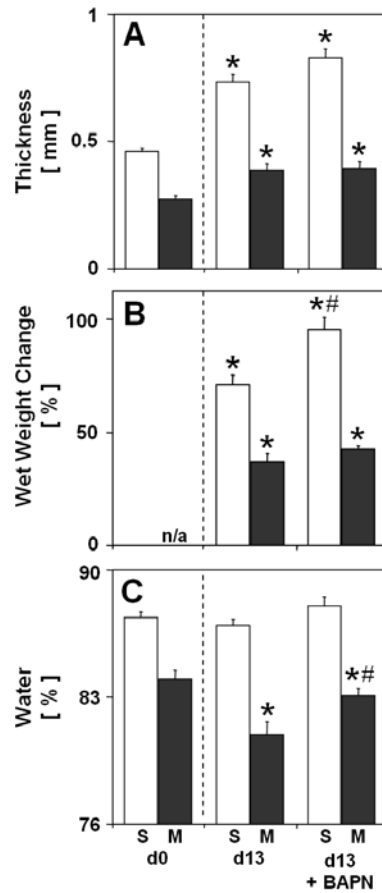 A
Thickness
[ mm ]
1
0.5
0
* *
* *
B
Wet Weight Change
[ % ]
100
50
0
n/a
* *
*# *
C
Water
[ % ]
90
83
76
*
*#
S M S M S M
d0 d13 d13
+ BAPN